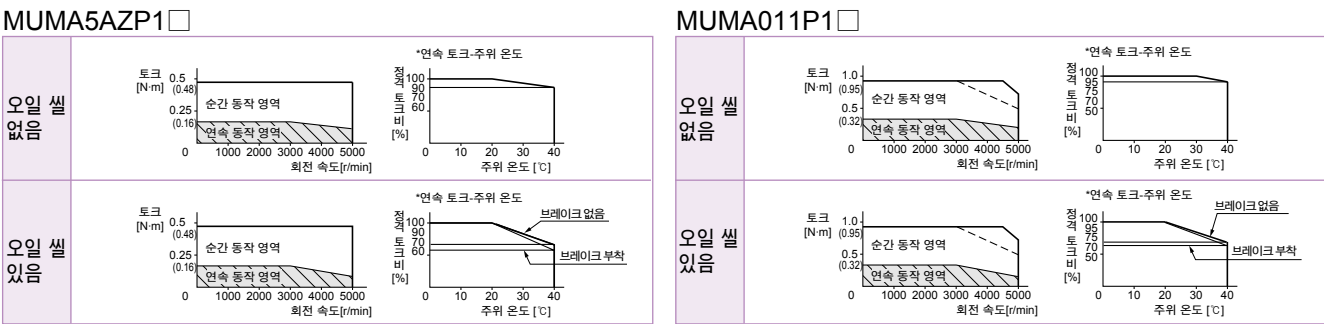 MUMA5AZP1□
오일 씰
없음
토크
[N·m]
0.5
(0.48)
0.25
(0.16)
순간 동작 영역
연속 동작 영역
0 1000 2000 3000 4000 5000
회전 속도[r/min]
*연속 토크-주위 온도
정격 토크비 [%]
100
90
70
60
0 10 20 30 40
주위 온도 [℃]
오일 씰
있음
토크
[N·m]
0.5
(0.48)
0.25
(0.16)
순간 동작 영역
연속 동작 영역
0 1000 2000 3000 4000 5000
회전 속도[r/min]
*연속 토크-주위 온도
정격 토크비 [%]
100
90
70
60
브레이크 없음
브레이크 부착
0 10 20 30 40
주위 온도 [℃]
MUMA011P1□
오일 씰
없음
토크
[N·m]
1.0
(0.95)
0.5
(0.32)
순간 동작 영역
연속 동작 영역
0 1000 2000 3000 4000 5000
회전 속도[r/min]
*연속 토크-주위 온도
정격 토크비 [%]
100
95
75
70
50
0 10 20 30 40
주위 온도 [℃]
오일 씰
있음
토크
[N·m]
1.0
(0.95)
0.5
(0.32)
순간 동작 영역
연속 동작 영역
0 1000 2000 3000 4000 5000
회전 속도[r/min]
*연속 토크-주위 온도
정격 토크비 [%]
100
95
75
70
50
브레이크 없음
브레이크 부착
0 10 20 30 40
주위 온도 [℃]